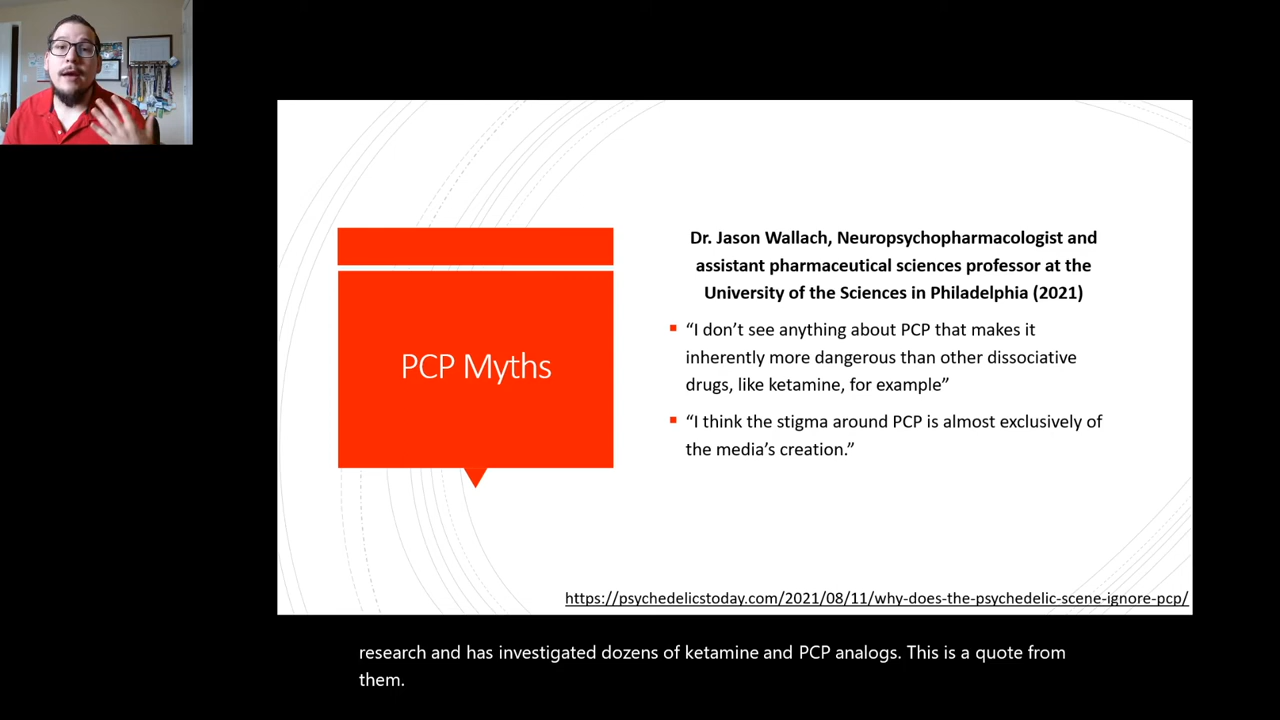 PCP Myths
Dr. Jason Wallach, Neuropsychopharmacologist and
assistant pharmaceutical sciences professor at the
University of the Sciences in Philadelphia (2021)
“I don’t see anything about PCP that makes it
inherently more dangerous than other dissociative
drugs, like ketamine, for example”
“I think the stigma around PCP is almost exclusively of
the media’s creation.”
https://psychedelicstoday.com/2021/08/11/why-does-the-psychedelic-scene-ignore-pcp/
research and has investigated dozens of ketamine and PCP analogs. This is a quote from
them.